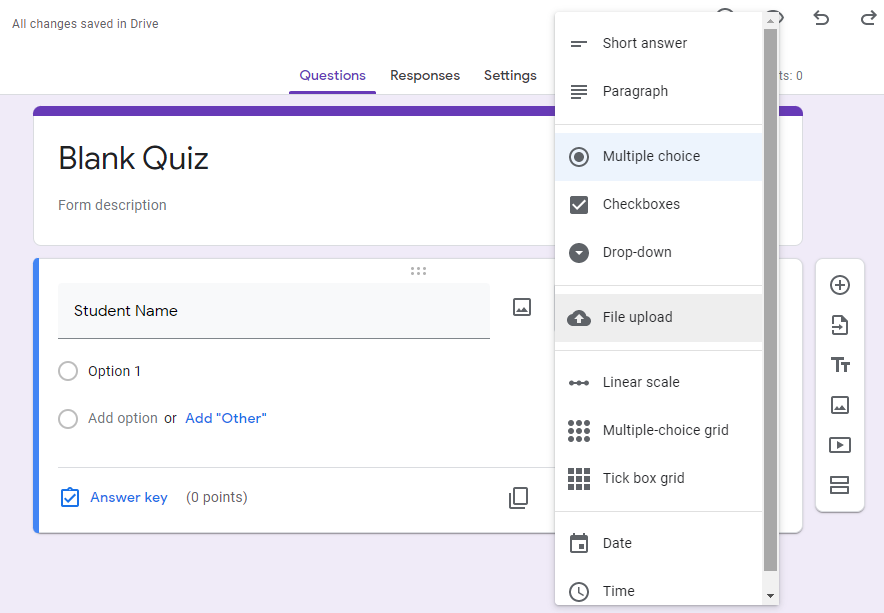 All changes saved in Drive
Questions Responses Settings
ts: 0
Blank Quiz
Form description
Student Name
Option 1
Add option or Add "Other"
Answer key (0 points)
Short answer
Paragraph
Multiple choice
Checkboxes
Drop-down
File upload
Linear scale
Multiple-choice grid
Tick box grid
Date
Time
Tt